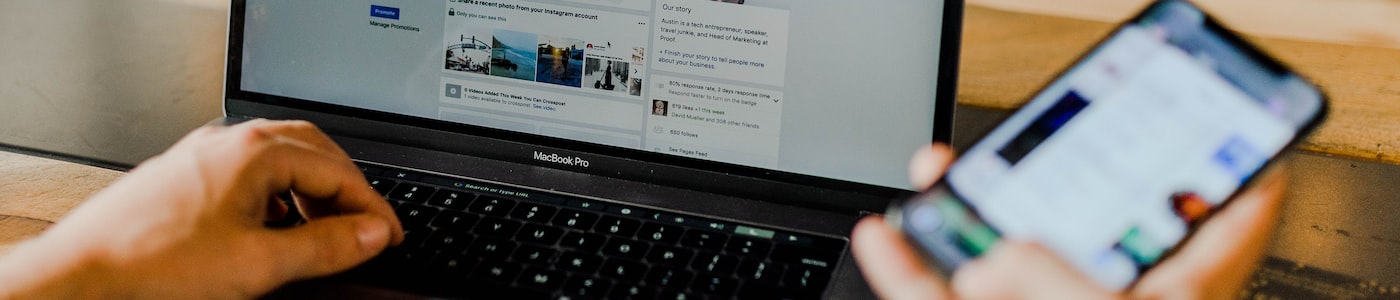 Share a recent photo from your Instagram account
Only you can see this
Promote
Manage Promotions
0 Videos Added This Week You Can Crosspost
1 video available to crosspost. See video.
Our story
Austin is a tech entrepreneur, speaker,
travel junkie, and Head of Marketing at
Proof.
+ Finish your story to tell people more
about your business.
80% response rate, 2 days response time
Respond faster to turn on the badge
619 likes +1 this week
David Mueller and 308 other friends
650 follows
See Pages Feed
MacBook Pro
Search or type URL